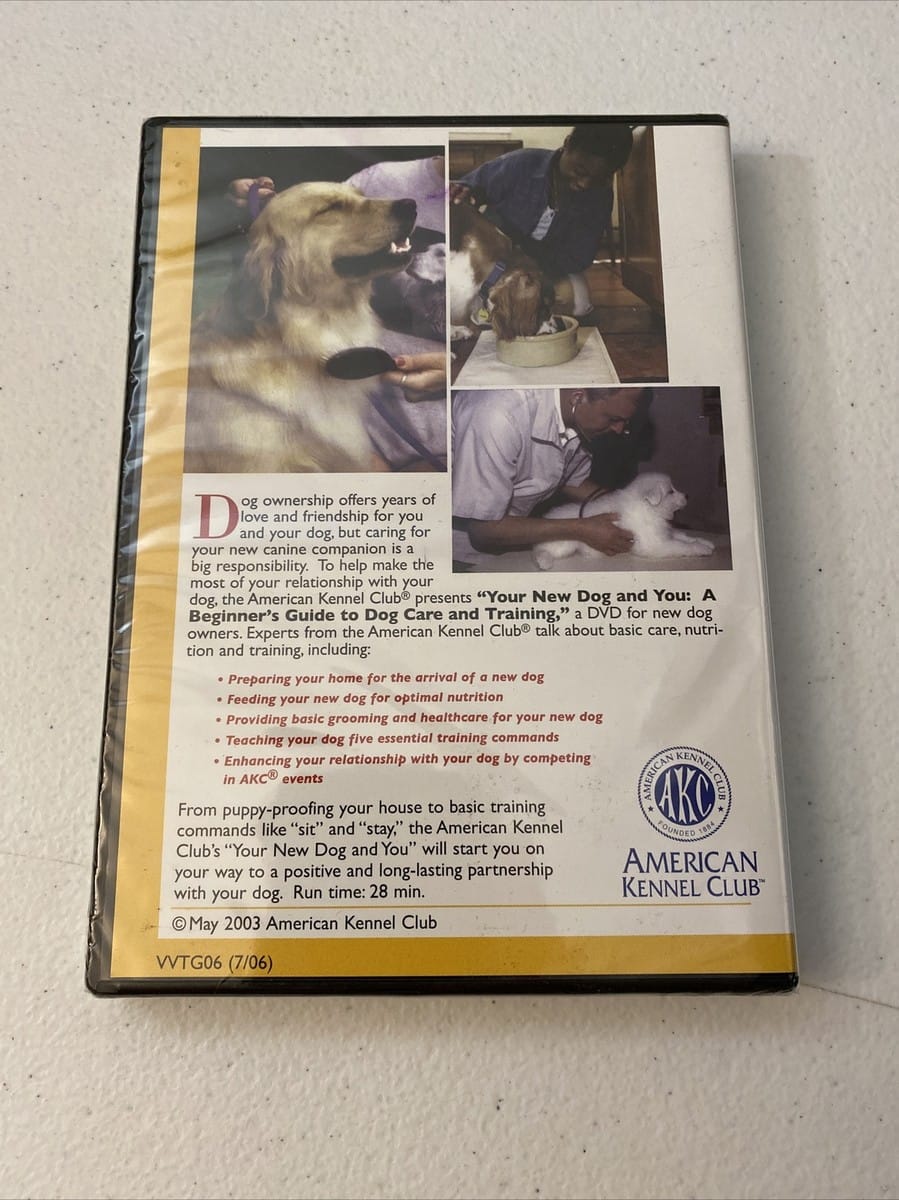 Dog ownership offers years of
love and friendship for you
and your dog, but caring for
your new canine companion is a
big responsibility. To help make the
most of your relationship with your
dog, the American Kennel Club® presents “Your New Dog and You: A
Beginner’s Guide to Dog Care and Training,” a DVD for new dog
owners. Experts from the American Kennel Club® talk about basic care, nutri-
tion and training, including:
• Preparing your home for the arrival of a new dog
• Feeding your new dog for optimal nutrition
• Providing basic grooming and healthcare for your new dog
• Teaching your dog five essential training commands
• Enhancing your relationship with your dog by competing
in AKC® events
From puppy-proofing your house to basic training
commands like “sit” and “stay,” the American Kennel
Club’s “Your New Dog and You” will start you on
your way to a positive and long-lasting partnership
with your dog. Run time: 28 min.
AMERICAN KENNEL CLUB
AKC
FOUNDED 1884
AMERICAN
KENNEL CLUB™
© May 2003 American Kennel Club
VVTG06 (7/06)